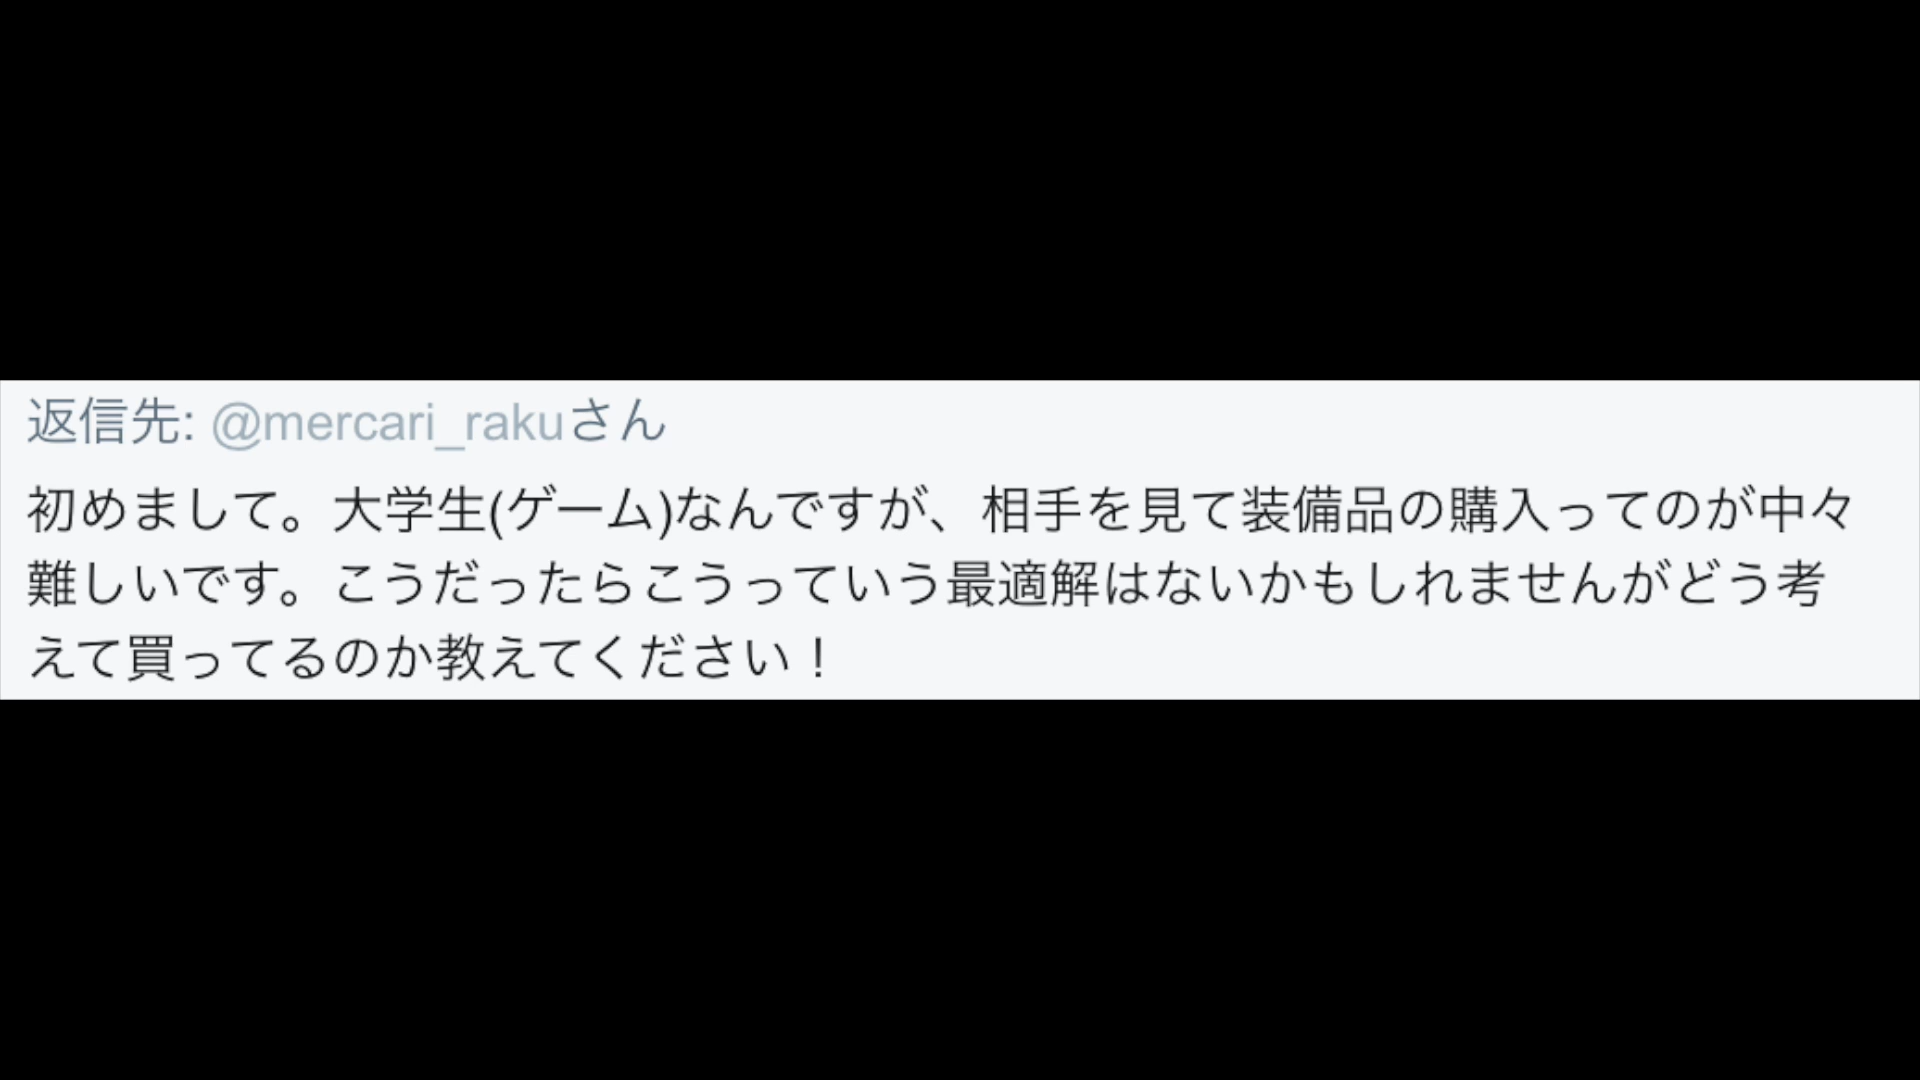 返信先: @mercari_rakuさん
初めまして。大学生(ゲーム)なんですが、相手を見て装備品の購入ってのが中々
難しいです。こうだったらこうっていう最適解はないかもしれませんがどう考
えて買ってるのか教えてください！